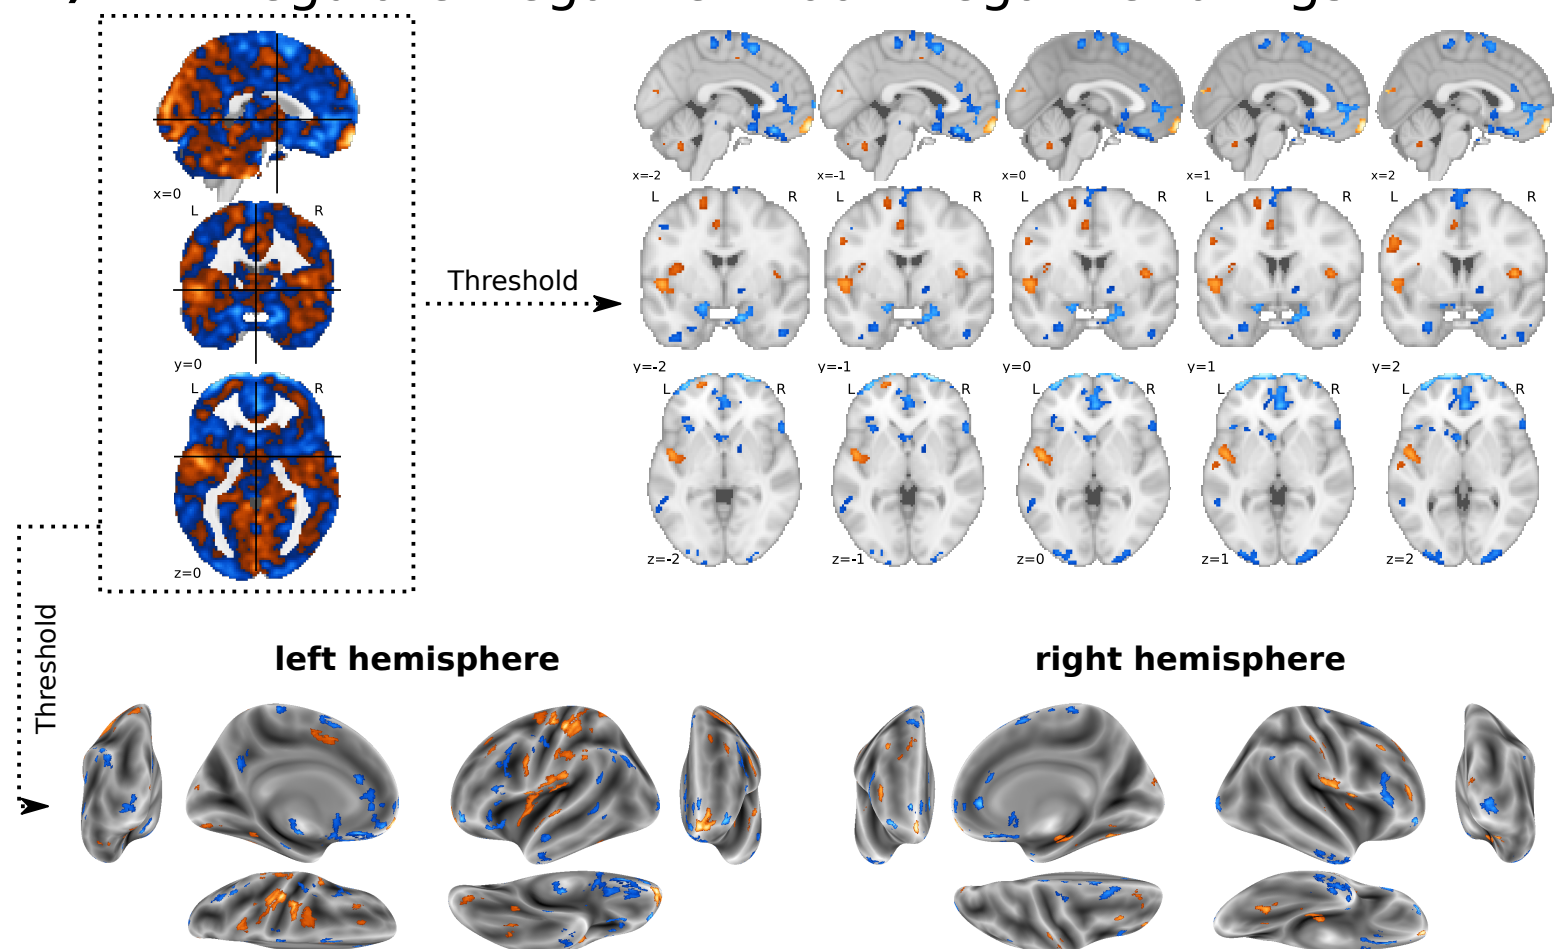 x=0
L R
y=0
L R
z=0
Threshold
x=-2 x=-1 x=0 x=1 x=2
L R L R L R L R L R
y=-2 y=-1 y=0 y=1 y=2
L R L R L R L R L R
z=-2 z=-1 z=0 z=1 z=2
Threshold
left hemisphere right hemisphere